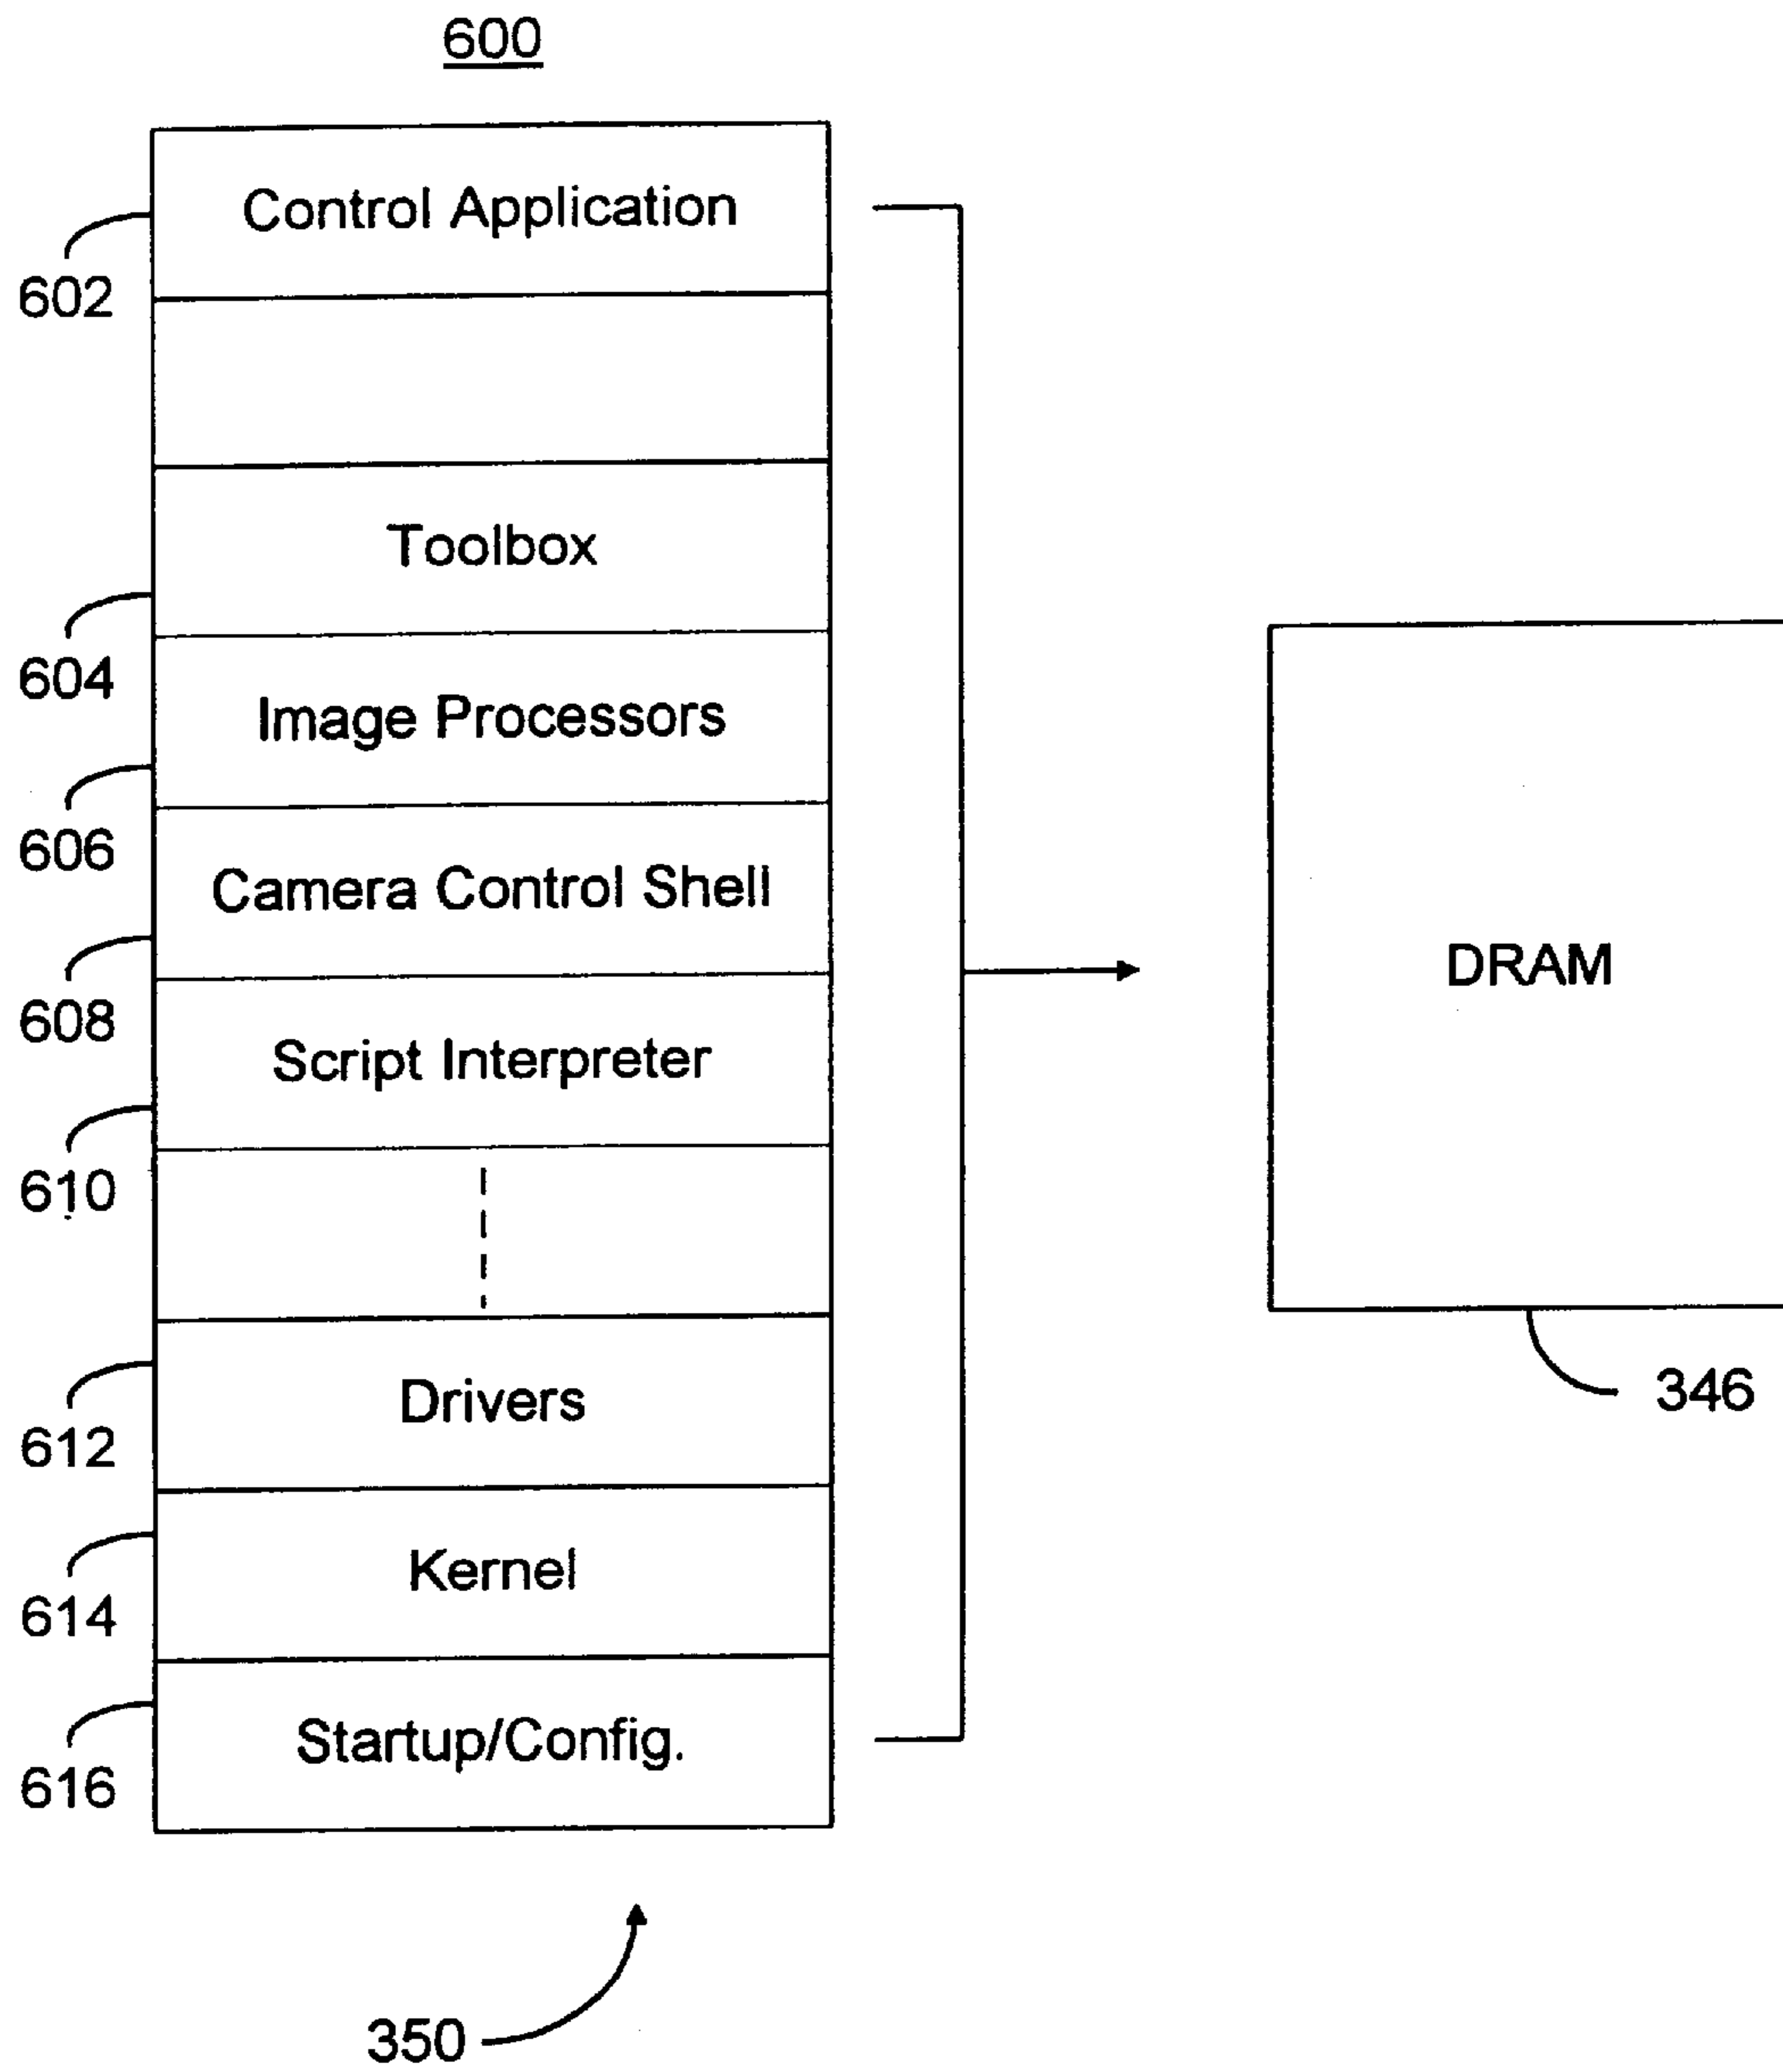 600
Control Application
602
Toolbox
604
Image Processors
606
Camera Control Shell
608
Script Interpreter
610
DRAM
346
Drivers
612
Kernel
614
Startup/Config.
616
350